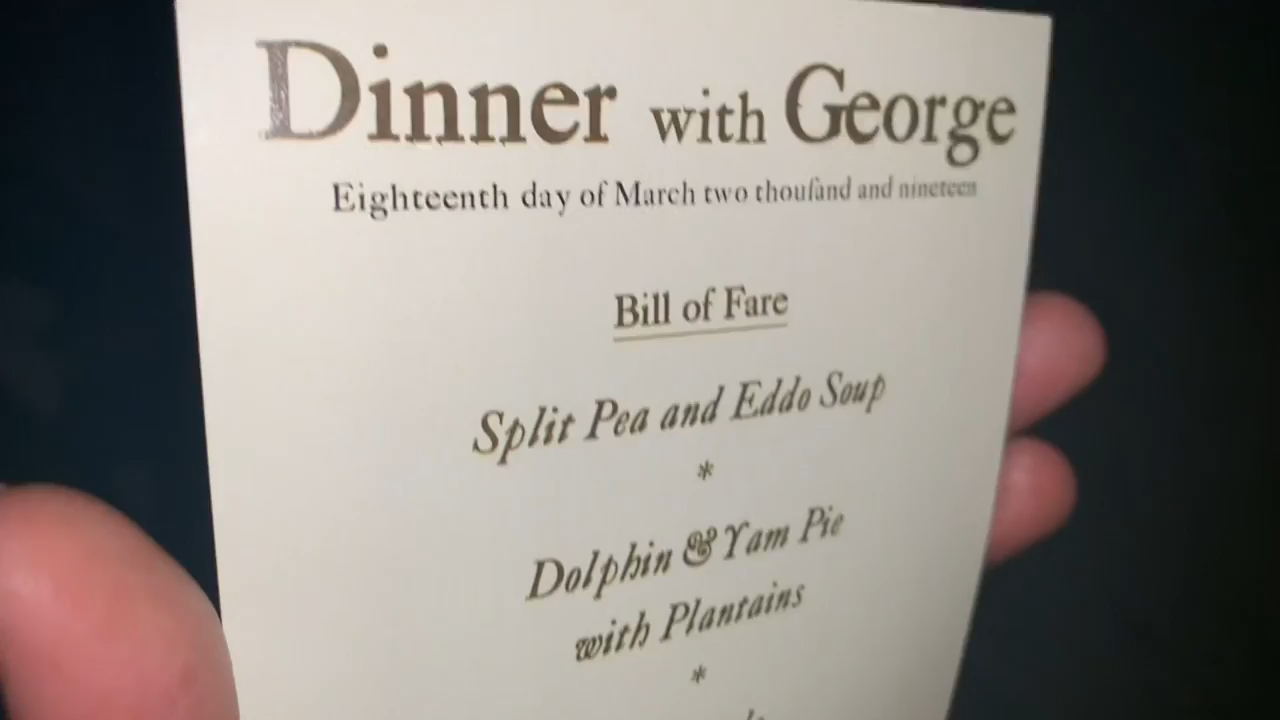 Dinner with George
Eighteenth day of March two thouſand and nineteen
Bill of Fare
Split Pea and Eddo Soup
*
Dolphin & Yam Pie
with Plantains
*